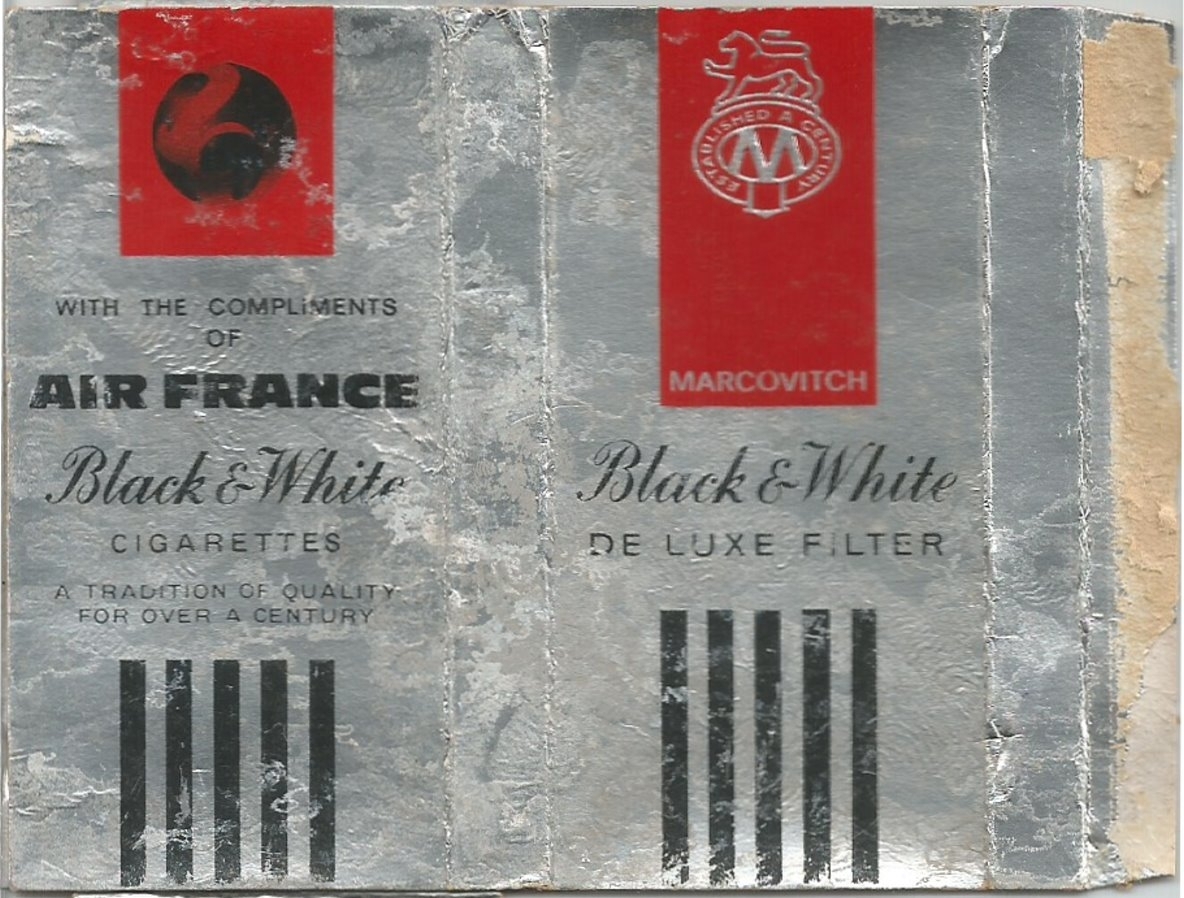 WITH THE COMPLIMENTS
OF
AIR FRANCE
Black & White
CIGARETTES
A TRADITION OF QUALITY
FOR OVER A CENTURY
ESTABLISHED A CENTURY
M
MARCOVITCH
Black & White
DE LUXE FILTER